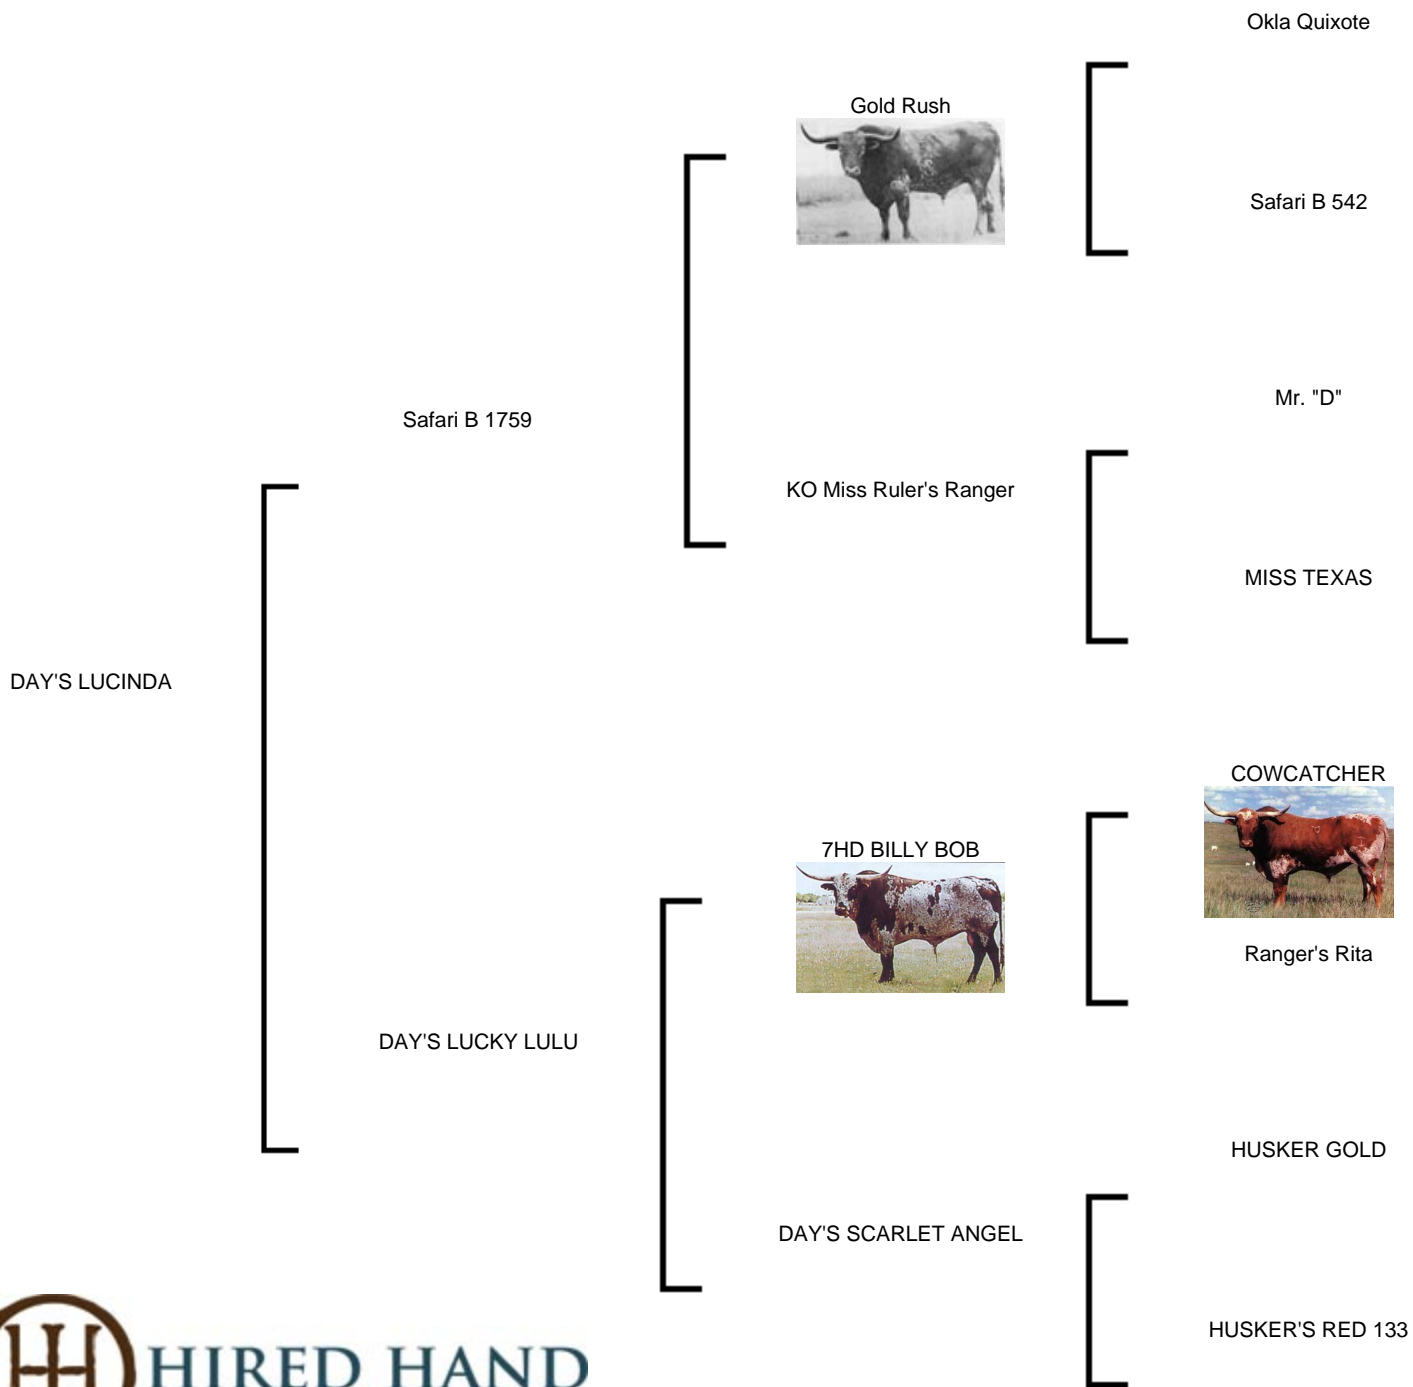 Okla Quixote
Gold Rush
Safari B 542
Mr. "D"
Safari B 1759
KO Miss Ruler's Ranger
MISS TEXAS
DAY'S LUCINDA
COWCATCHER
7HD BILLY BOB
Ranger's Rita
DAY'S LUCKY LULU
HUSKER GOLD
DAY'S SCARLET ANGEL
HUSKER'S RED 133
HIRED HAND